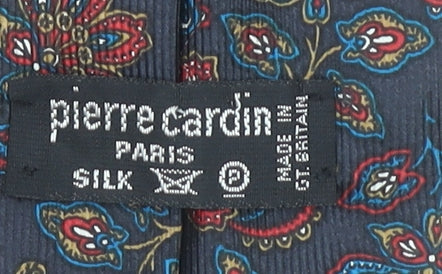 pierre cardin
PARIS
SILK P
MADE IN
GT. BRITAIN